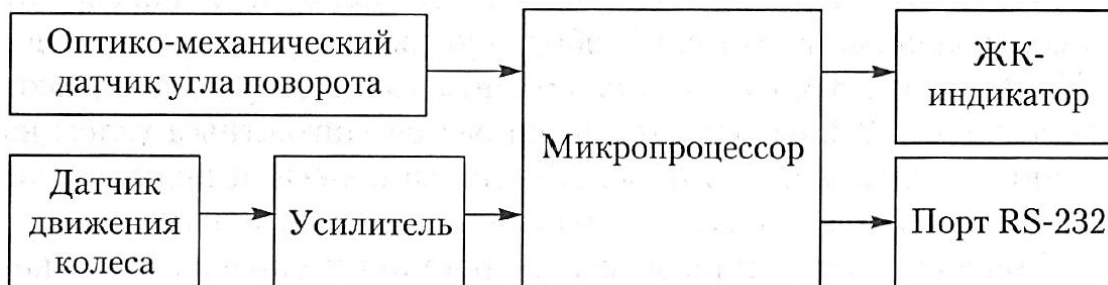 Оптико-механический
датчик угла поворота
Датчик
движения
колеса
Усилитель
Микропроцессор
ЖК-
индикатор
Порт RS-232